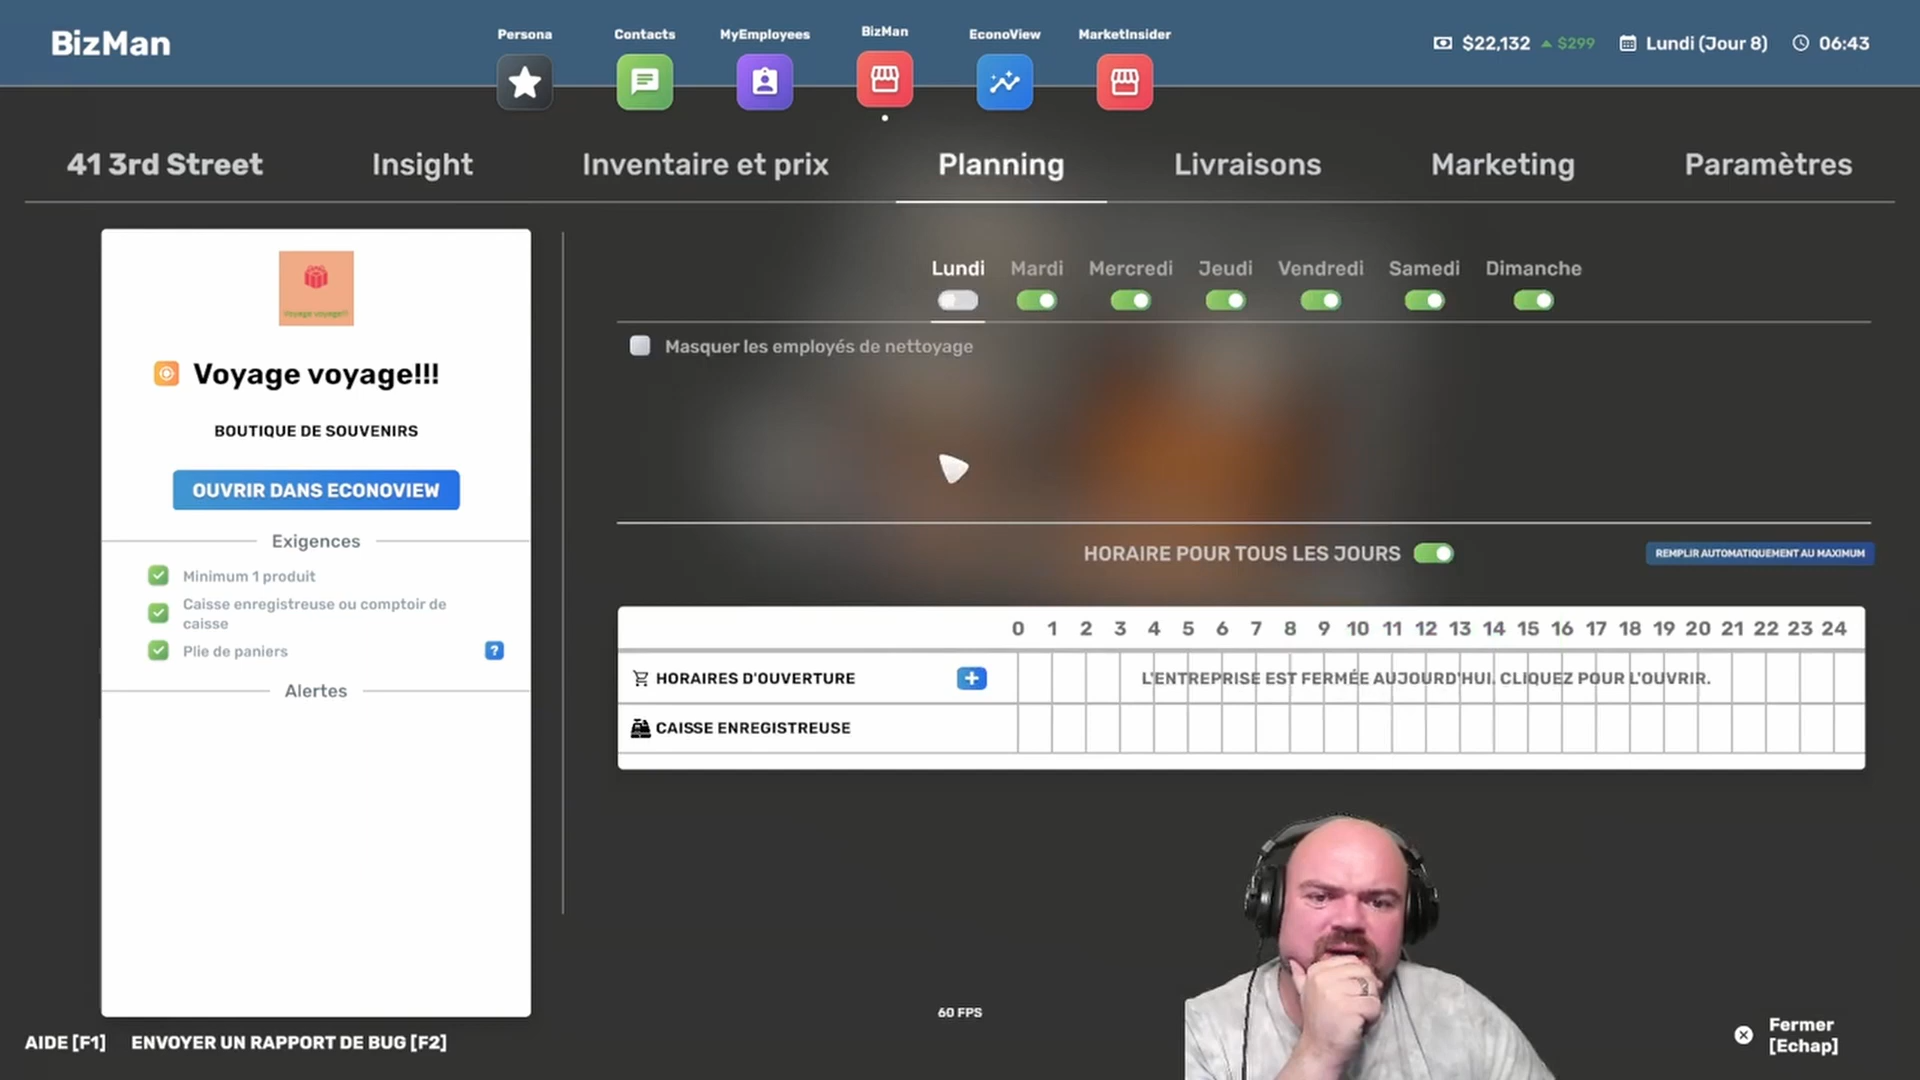 BizMan
Persona
Contacts
MyEmployees
BizMan
EconoView
MarketInsider
$22,132 $299 Lundi (Jour 8) 06:43
41 3rd Street Insight Inventaire et prix Planning Livraisons Marketing Paramètres
Voyage voyage!!!
Voyage voyage!!!
BOUTIQUE DE SOUVENIRS
OUVRIR DANS ECONOVIEW
Exigences
Minimum 1 produit
Caisse enregistreuse ou comptoir de
caisse
Plie de paniers ?
Alertes
Lundi Mardi Mercredi Jeudi Vendredi Samedi Dimanche
Masquer les employés de nettoyage
HORAIRE POUR TOUS LES JOURS
REMPLIR AUTOMATIQUEMENT AU MAXIMUM
0 1 2 3 4 5 6 7 8 9 10 11 12 13 14 15 16 17 18 19 20 21 22 23 24
HORAIRES D'OUVERTURE + L'ENTREPRISE EST FERMÉE AUJOURD'HUI. CLIQUEZ POUR L'OUVRIR.
CAISSE ENREGISTREUSE
60 FPS
AIDE [F1] ENVOYER UN RAPPORT DE BUG [F2]
Fermer
[Echap]